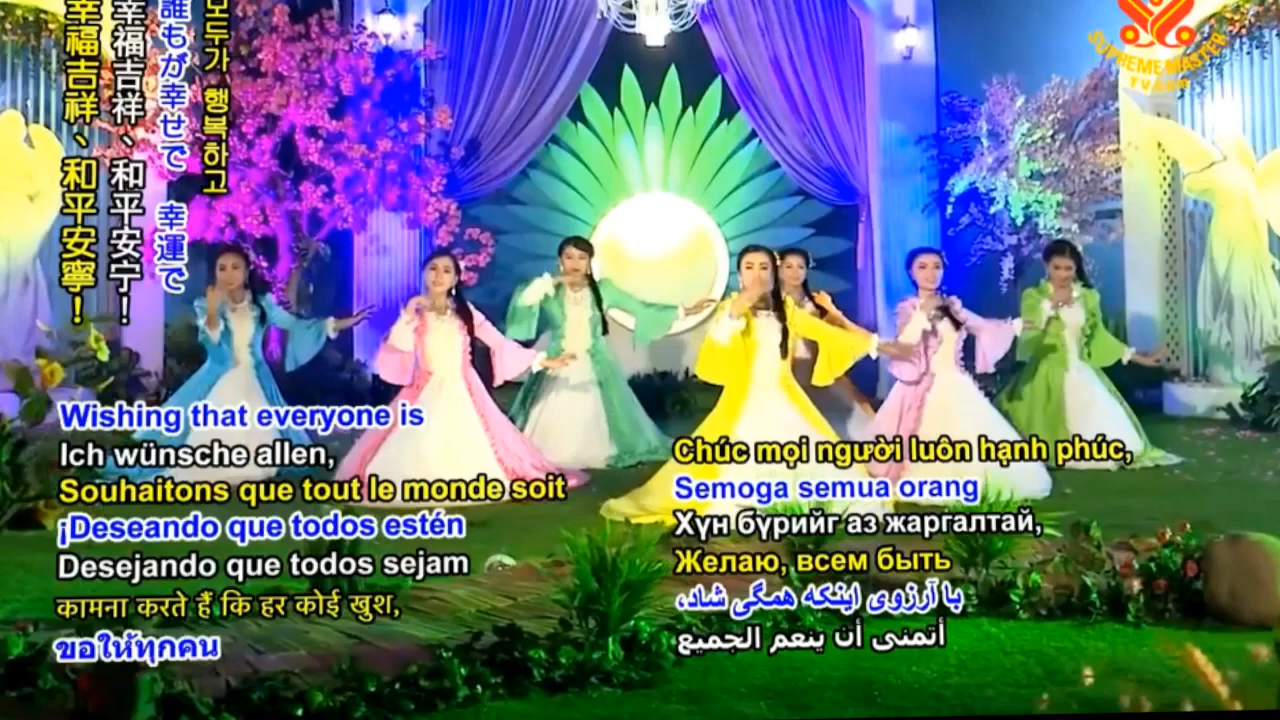 幸福吉祥、和平安寧！
幸福吉祥、和平安宁！
誰もが幸せで 幸運で
모두가 행복하고
SUPREME MASTER
TV.com
Wishing that everyone is
Ich wünsche allen,
Souhaitons que tout le monde soit
¡Deseando que todos estén
Desejando que todos sejam
कामना करते हैं कि हर कोई खुश,
ขอให้ทุกคน
Chúc mọi người luôn hạnh phúc,
Semoga semua orang
Хүн бүрийг аз жаргалтай,
Желаю, всем быть
با آرزوی اینکه همگی شاد،
أتمنى أن ينعم الجميع